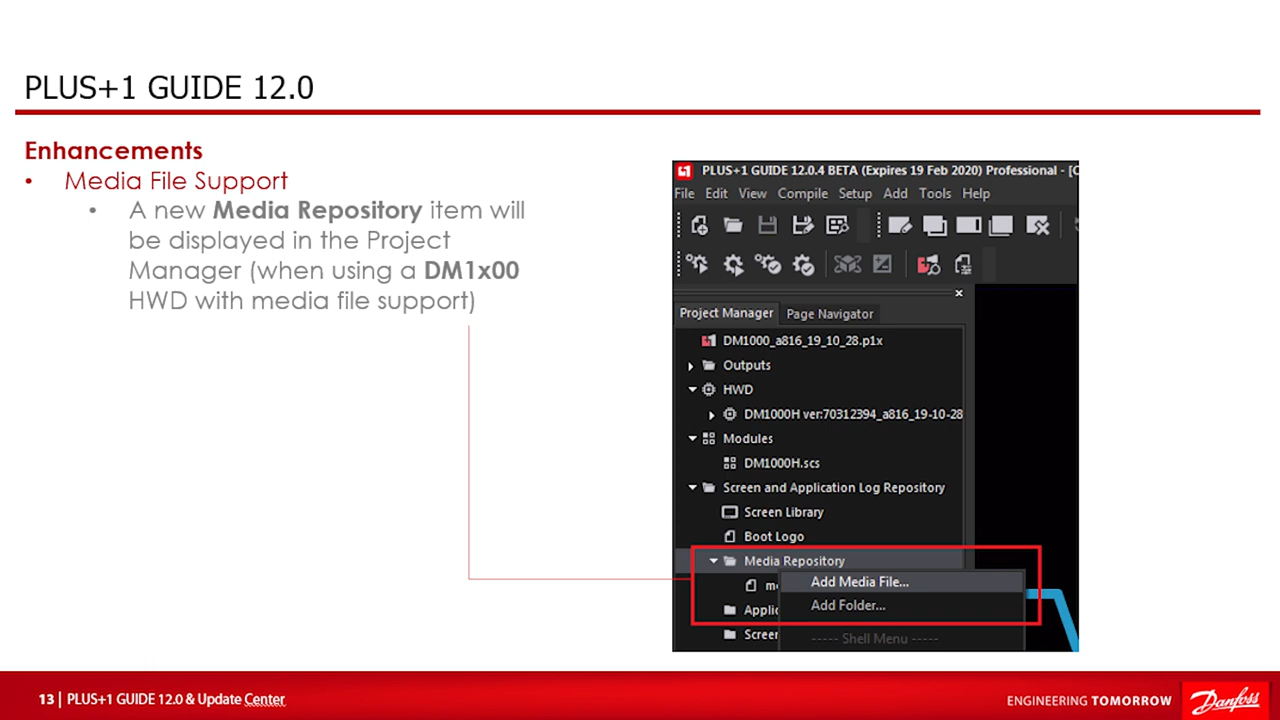 PLUS+1 GUIDE 12.0
Enhancements
• Media File Support
• A new Media Repository item will
be displayed in the Project
Manager (when using a DM1x00
HWD with media file support)
PLUS+1 GUIDE 12.0.4 BETA (Expires 19 Feb 2020) Professional - [C
File Edit View Compile Setup Add Tools Help
Project Manager Page Navigator
DM1000_a816_19_10_28.p1x
Outputs
HWD
DM1000H ver:70312394_a816_19-10-28
Modules
DM1000H.scs
Screen and Application Log Repository
Screen Library
Boot Logo
Media Repository
Add Media File...
Add Folder...
Applic
Screen
----- Shell Menu -----
13 | PLUS+1 GUIDE 12.0 & Update Center
ENGINEERING TOMORROW
Danfoss